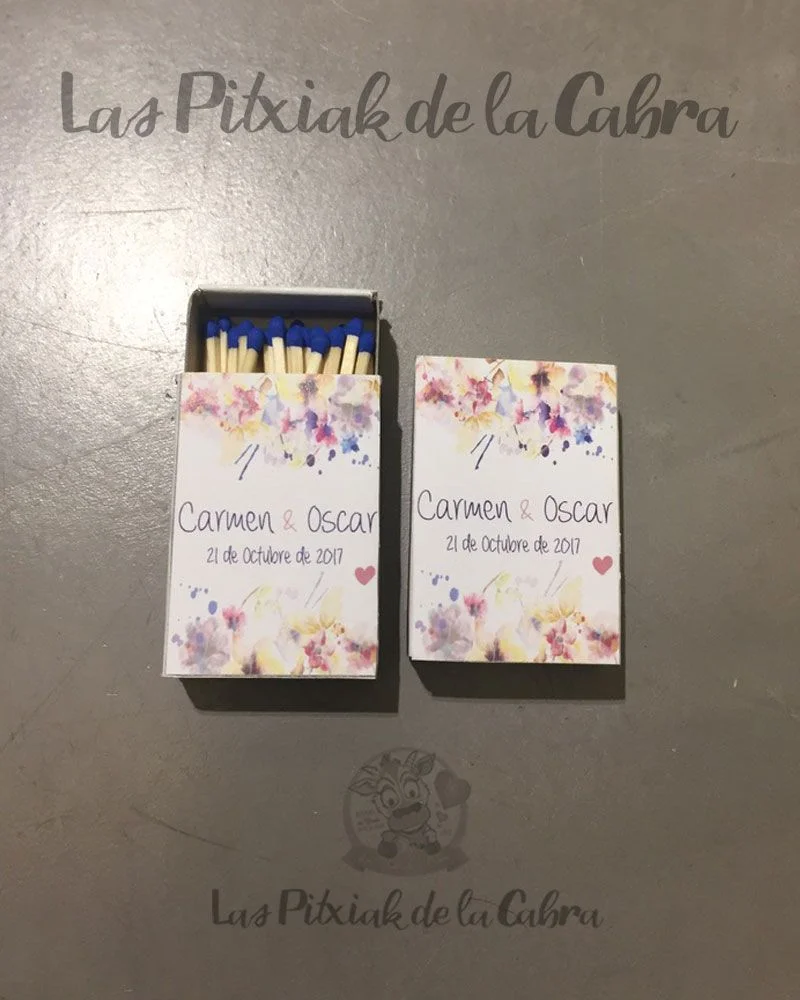 Las Pitxiak de la Cabra
Carmen & Oscar
21 de Octubre de 2017
Carmen & Oscar
21 de Octubre de 2017
Las Pitxiak de la Cabra